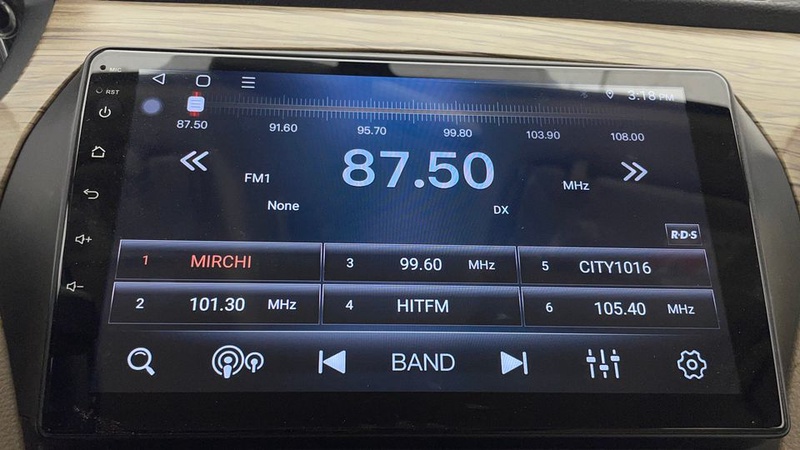 MIC
RST
3:18 PM
87.50 91.60 95.70 99.80 103.90 108.00
FM1 87.50 MHz
None DX
R·D·S
1 MIRCHI 3 99.60 MHz 5 CITY1016
2 101.30 MHz 4 HITFM 6 105.40 MHz
BAND